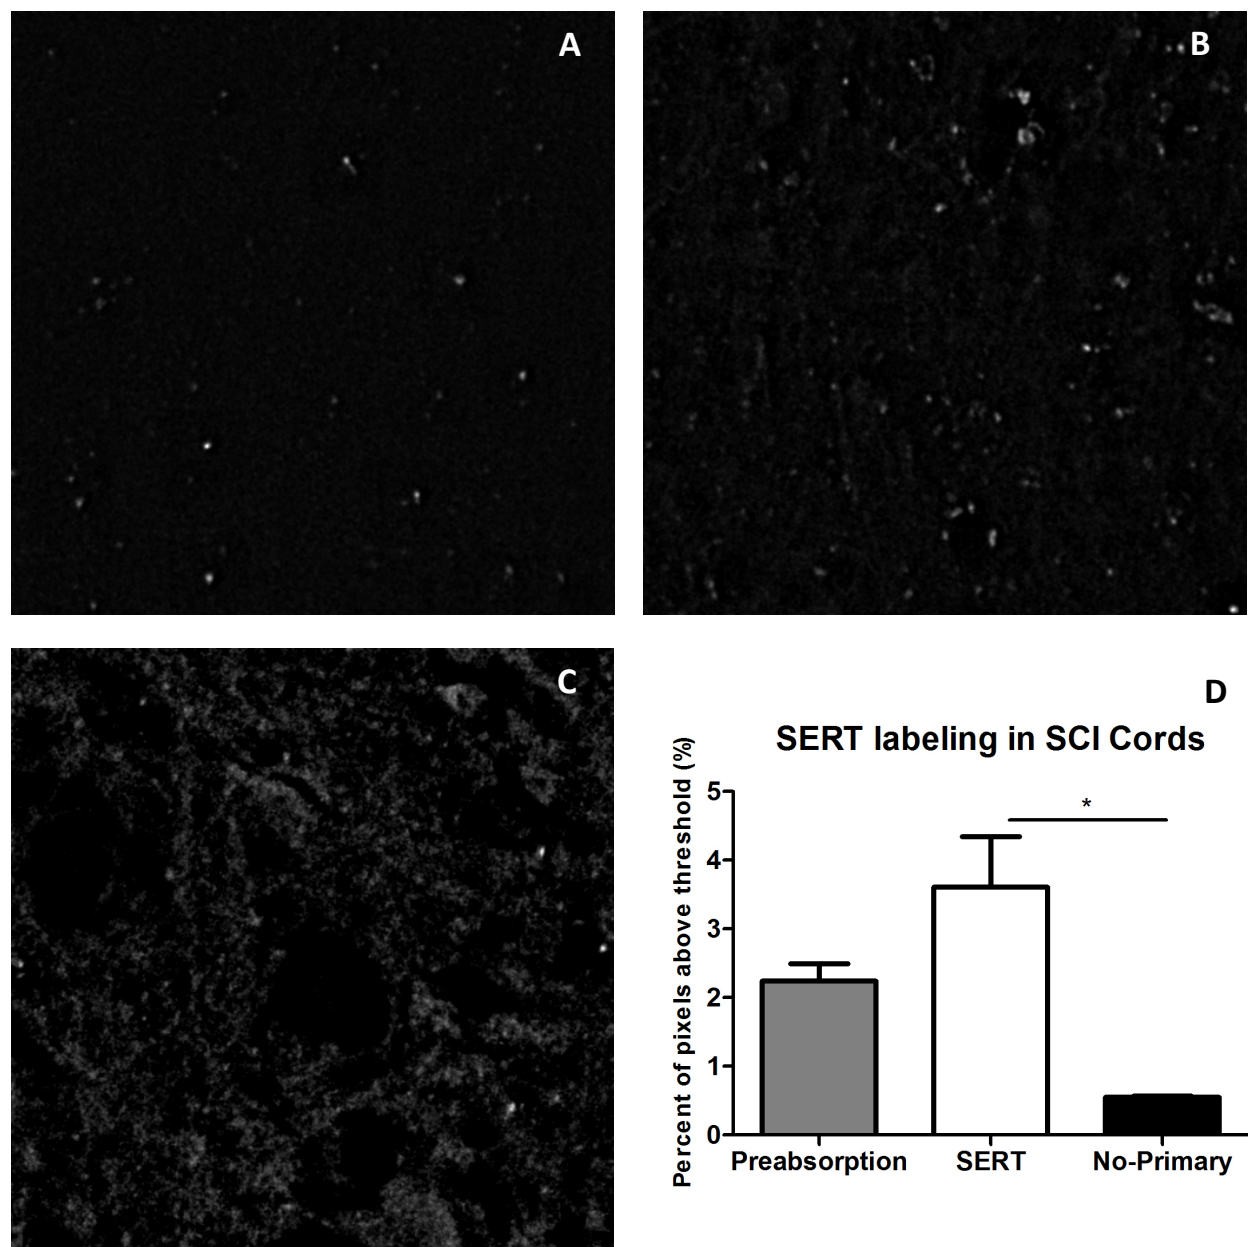 A
B
C
D
SERT labeling in SCI Cords
Percent of pixels above threshold (%)
5
4
3
2
1
0
*
Preabsorption
SERT
No-Primary